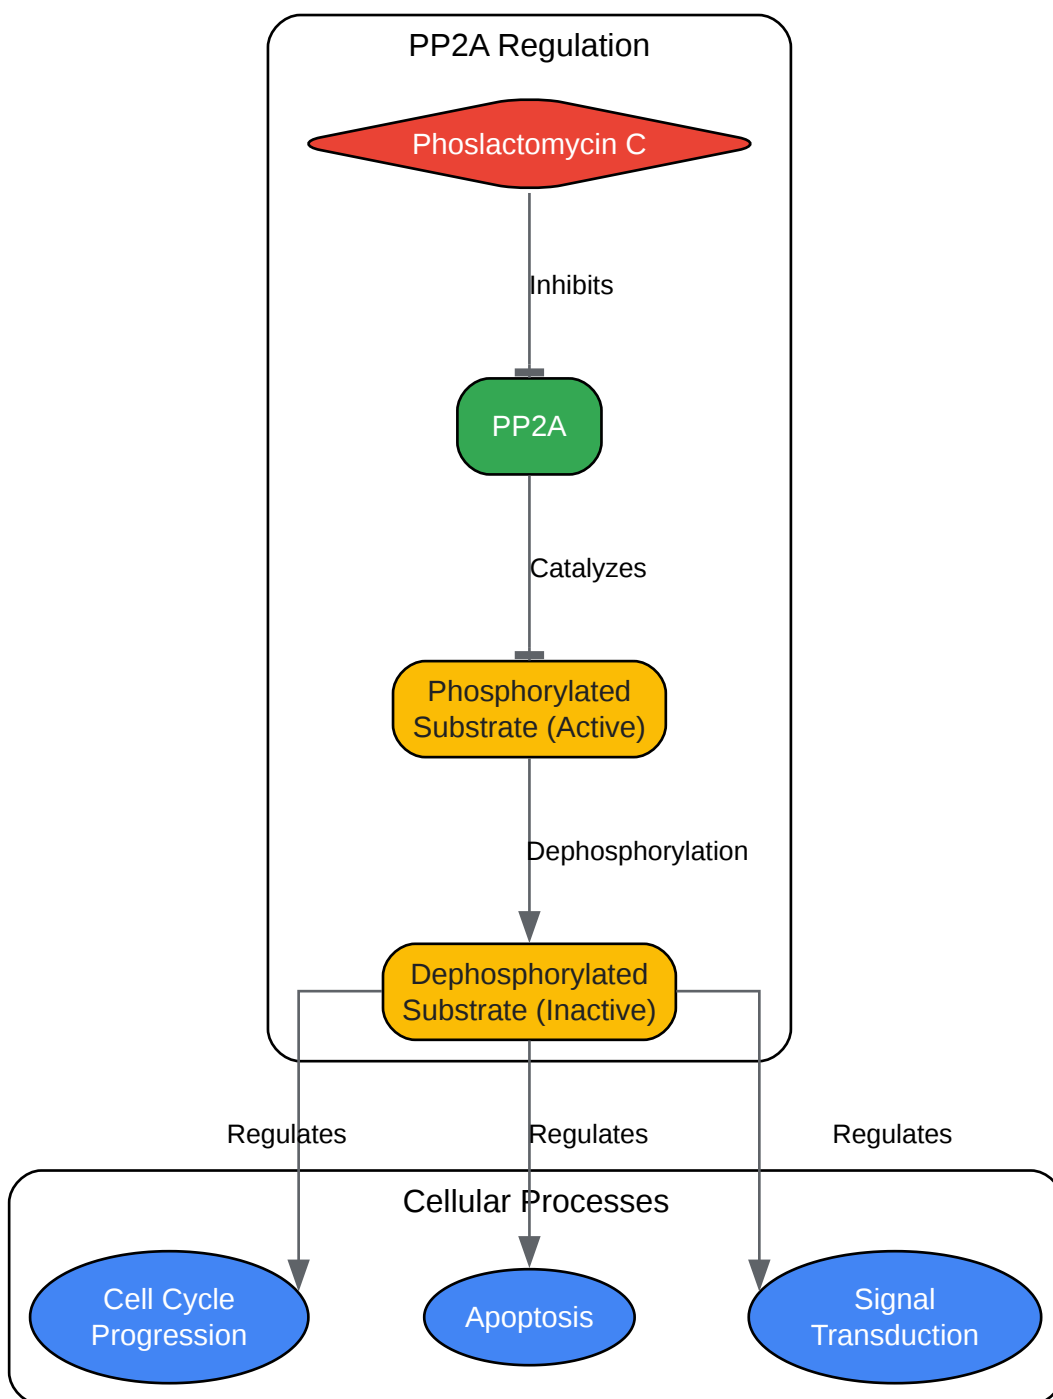 PP2A Regulation
Phoslactomycin C
Inhibits
PP2A
Catalyzes
Phosphorylated
Substrate (Active)
Dephosphorylation
Dephosphorylated
Substrate (Inactive)
Regulates
Regulates
Regulates
Cellular Processes
Cell Cycle
Progression
Apoptosis
Signal
Transduction